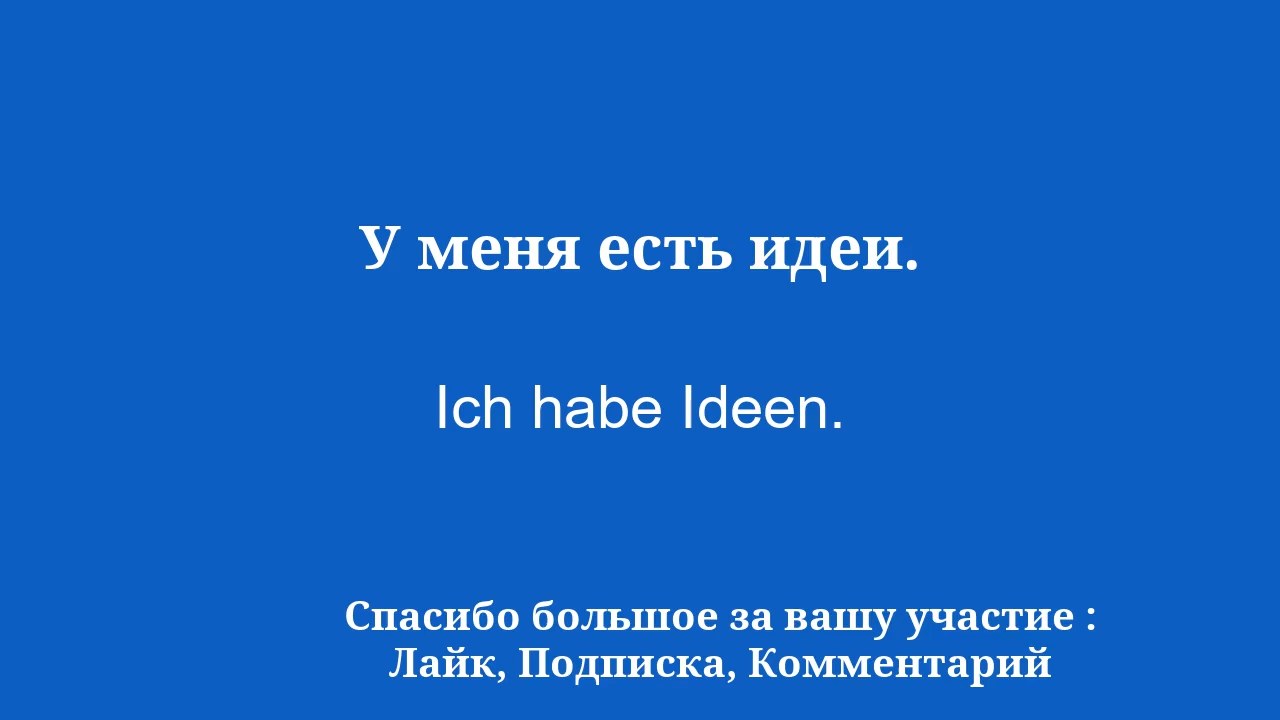 У меня есть идеи.
Ich habe Ideen.
Спасибо большое за вашу участие :
Лайк, Подписка, Комментарий